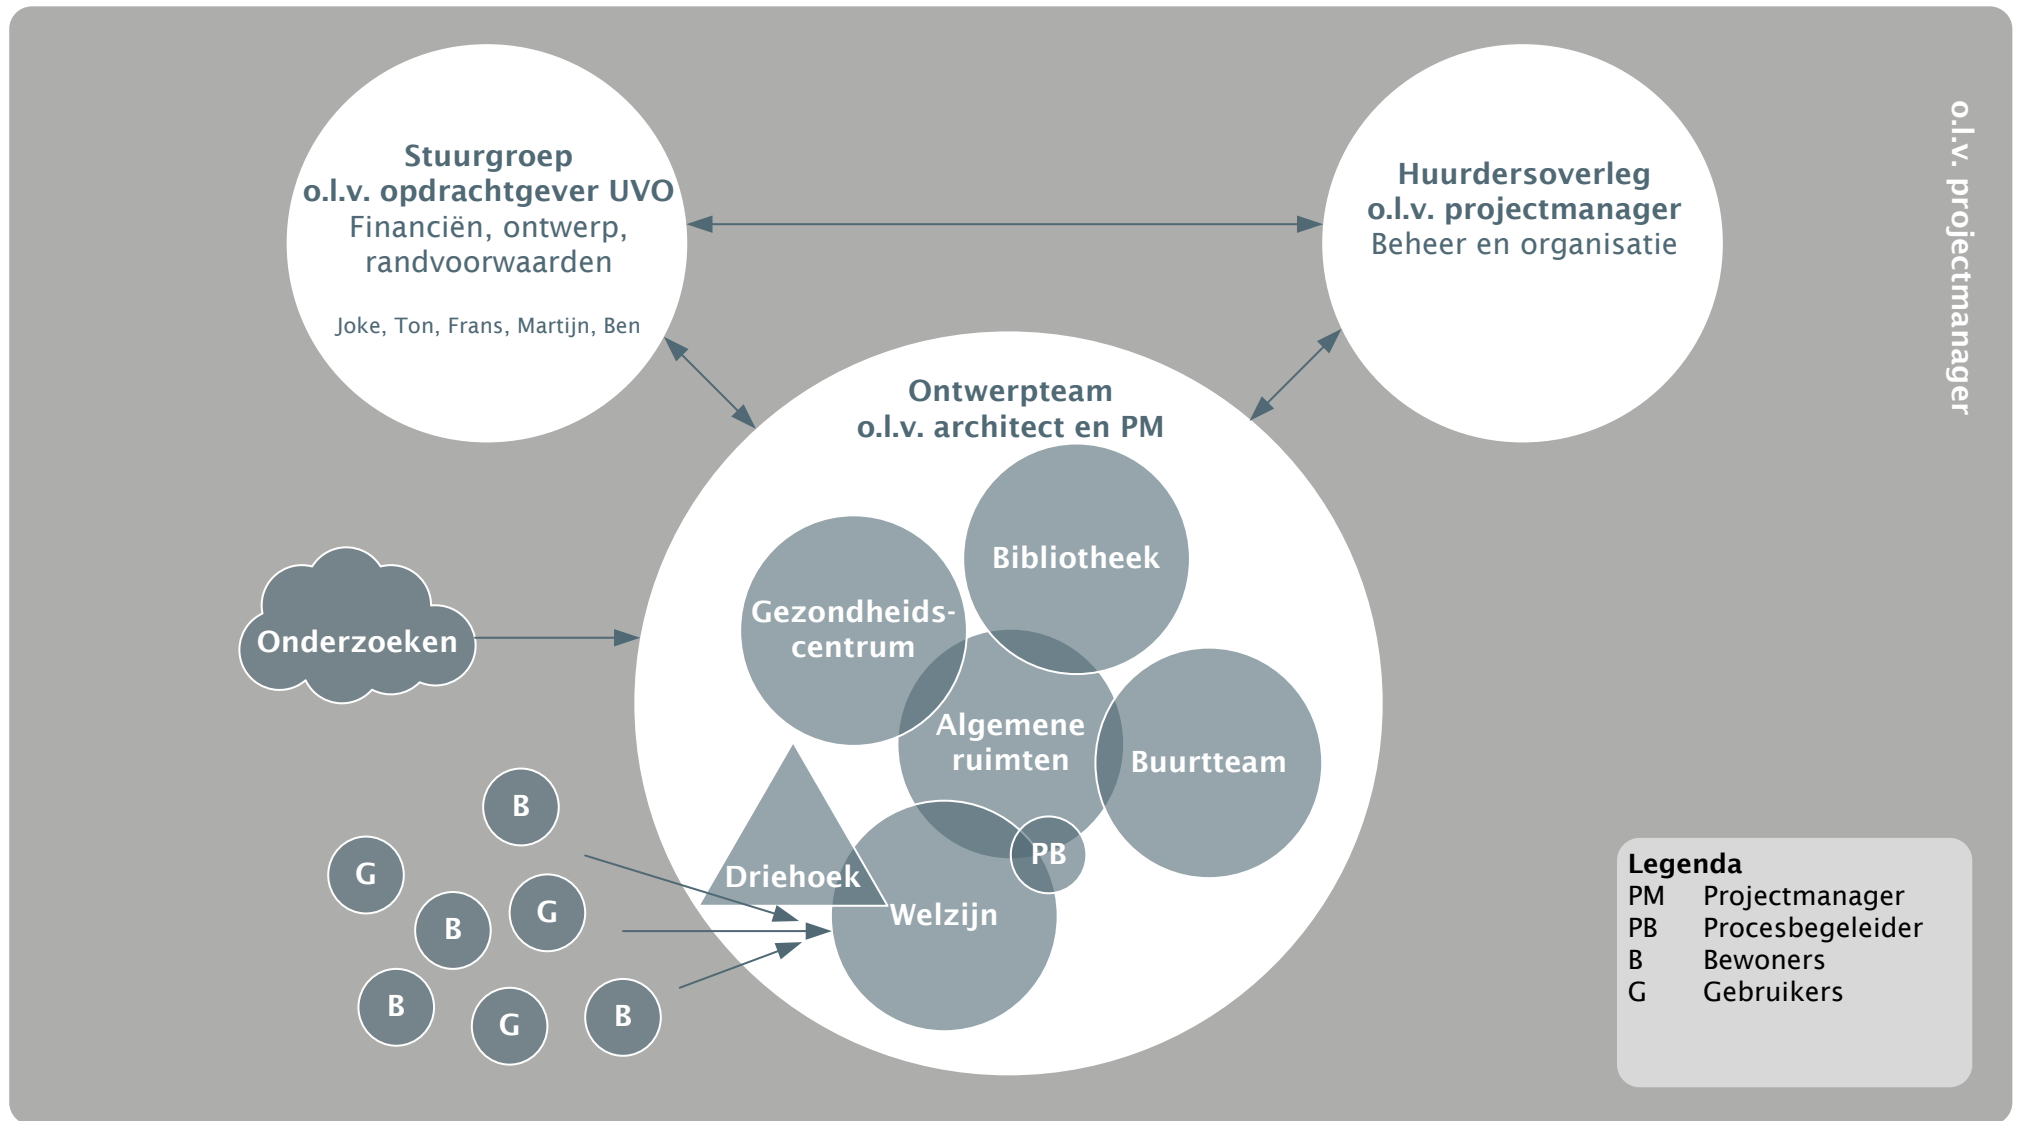 Stuurgroep
o.l.v. opdrachtgever UVO
Financiën, ontwerp,
randvoorwaarden
Joke, Ton, Frans, Martijn, Ben
Huurdersoverleg
o.l.v. projectmanager
Beheer en organisatie
o.l.v. projectmanager
Ontwerpteam
o.l.v. architect en PM
Bibliotheek
Gezondheids-
centrum
Onderzoeken
Algemene
ruimten
Buurtteam
B
G
PB
Driehoek
B
G
Welzijn
B
G
B
Legenda
PM Projectmanager
PB Procesbegeleider
B Bewoners
G Gebruikers